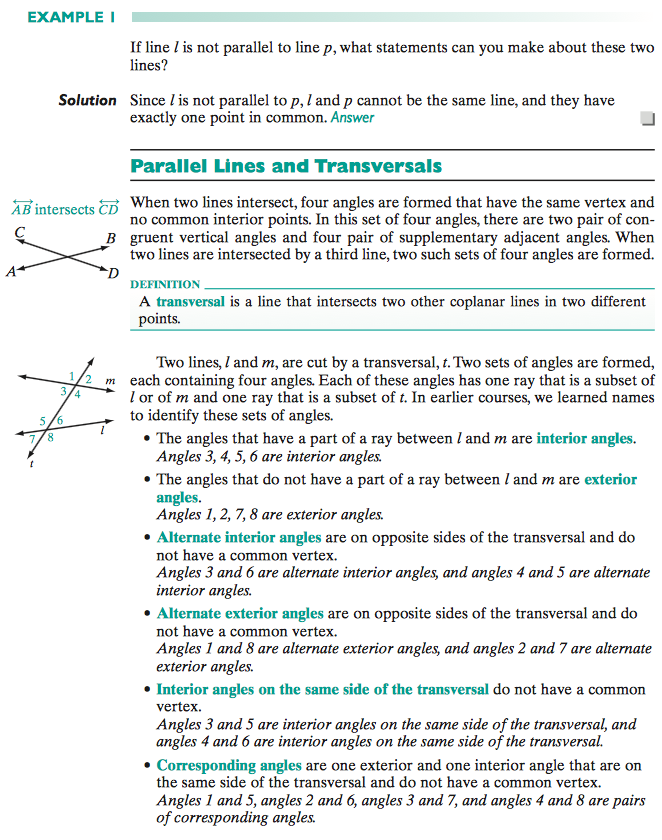 EXAMPLE 1
If line l is not parallel to line p, what statements can you make about these two
lines?
Solution Since l is not parallel to p, l and p cannot be the same line, and they have
exactly one point in common. Answer
Parallel Lines and Transversals
AB intersects CD
C
B
A
D
When two lines intersect, four angles are formed that have the same vertex and
no common interior points. In this set of four angles, there are two pair of con-
gruent vertical angles and four pair of supplementary adjacent angles. When
two lines are intersected by a third line, two such sets of four angles are formed.
DEFINITION
A transversal is a line that intersects two other coplanar lines in two different
points.
1 2 m
3 4
5 6 l
7 8
t
Two lines, l and m, are cut by a transversal, t. Two sets of angles are formed,
each containing four angles. Each of these angles has one ray that is a subset of
l or of m and one ray that is a subset of t. In earlier courses, we learned names
to identify these sets of angles.
• The angles that have a part of a ray between l and m are interior angles.
Angles 3, 4, 5, 6 are interior angles.
• The angles that do not have a part of a ray between l and m are exterior
angles.
Angles 1, 2, 7, 8 are exterior angles.
• Alternate interior angles are on opposite sides of the transversal and do
not have a common vertex.
Angles 3 and 6 are alternate interior angles, and angles 4 and 5 are alternate
interior angles.
• Alternate exterior angles are on opposite sides of the transversal and do
not have a common vertex.
Angles 1 and 8 are alternate exterior angles, and angles 2 and 7 are alternate
exterior angles.
• Interior angles on the same side of the transversal do not have a common
vertex.
Angles 3 and 5 are interior angles on the same side of the transversal, and
angles 4 and 6 are interior angles on the same side of the transversal.
• Corresponding angles are one exterior and one interior angle that are on
the same side of the transversal and do not have a common vertex.
Angles 1 and 5, angles 2 and 6, angles 3 and 7, and angles 4 and 8 are pairs
of corresponding angles.